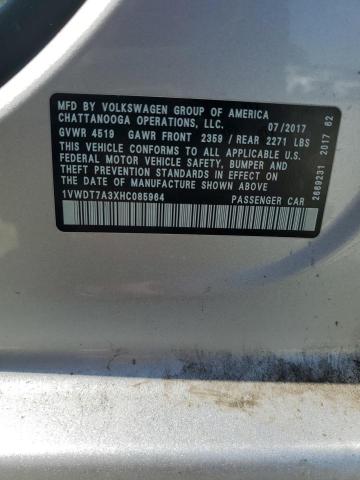 MFD BY VOLKSWAGEN GROUP OF AMERICA
CHATTANOOGA OPERATIONS, LLC. 07/2017
GVWR 4519 GAWR FRONT 2359 / REAR 2271 LBS
THIS VEHICLE CONFORMS TO ALL APPLICABLE U.S.
FEDERAL MOTOR VEHICLE SAFETY, BUMPER AND
THEFT PREVENTION STANDARDS IN EFFECT ON THE
DATE OF MANUFACTURE SHOWN ABOVE.
1VWDT7A3XHC085964 PASSENGER CAR
2669231 2017 62